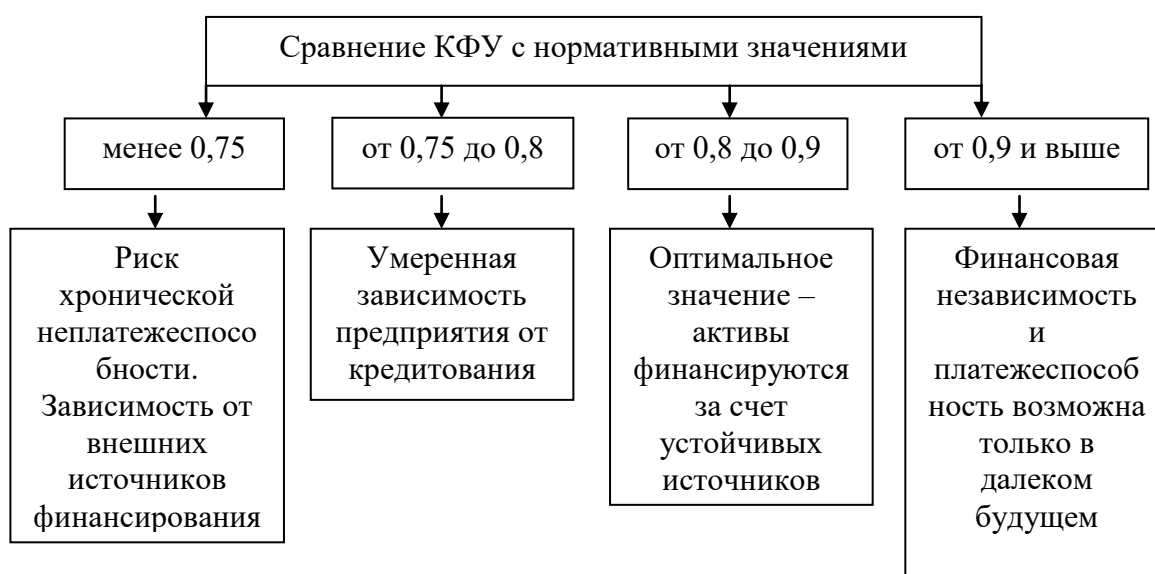 Сравнение КФУ с нормативными значениями
менее 0,75
от 0,75 до 0,8
от 0,8 до 0,9
от 0,9 и выше
Риск
хронической
неплатежеспосо
бности.
Зависимость от
внешних
источников
финансирования
Умеренная
зависимость
предприятия от
кредитования
Оптимальное
значение –
активы
финансируются
за счет
устойчивых
источников
Финансовая
независимость
и
платежеспособ
ность возможна
только в
далеком
будущем